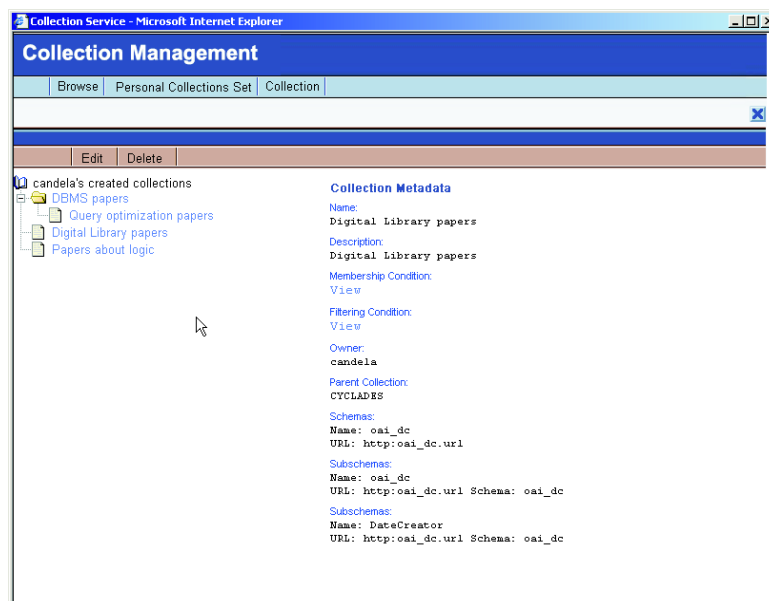 Collection Service - Microsoft Internet Explorer
Collection Management
Browse Personal Collections Set Collection
Edit Delete
candela's created collections
DBMS papers
Query optimization papers
Digital Library papers
Papers about logic
Collection Metadata
Name:
Digital Library papers
Description:
Digital Library papers
Membership Condition:
View
Filtering Condition:
View
Owner:
candela
Parent Collection:
CYCLADES
Schemas:
Name: oai_dc
URL: http:oai_dc.url
Subschemas:
Name: oai_dc
URL: http:oai_dc.url Schema: oai_dc
Subschemas:
Name: DateCreator
URL: http:oai_dc.url Schema: oai_dc